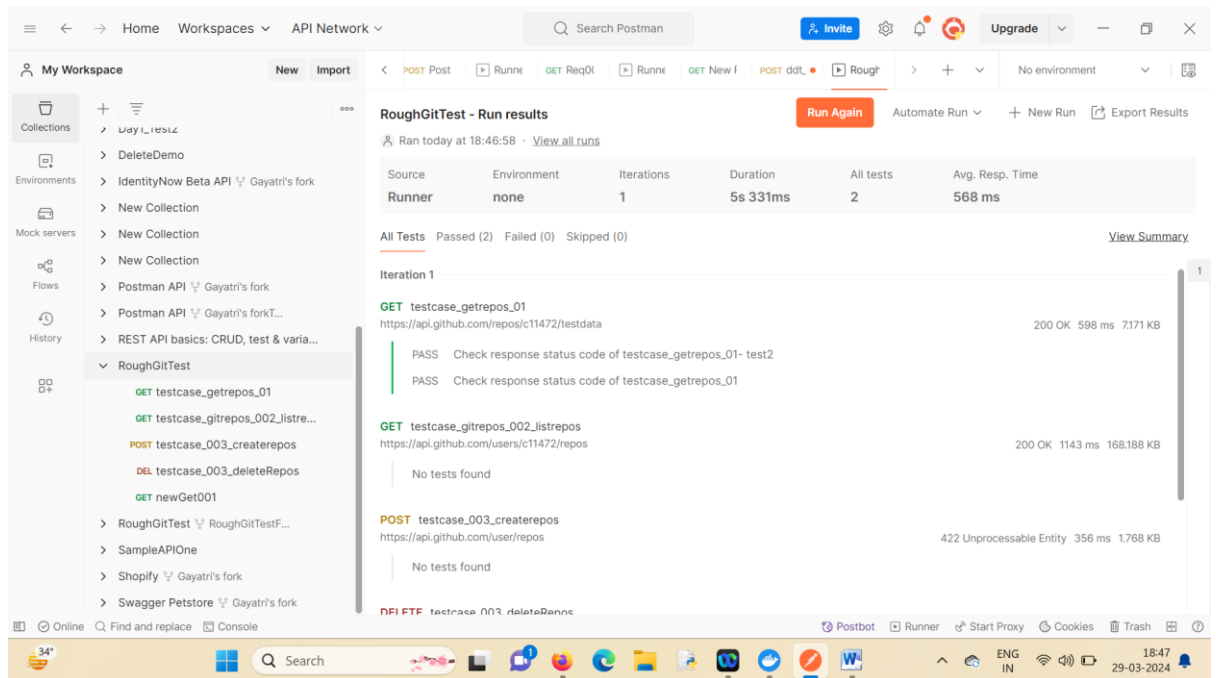 Home Workspaces API Network Search Postman Invite Upgrade
My Workspace New Import POST Post Runne GET Req0( Runne GET New POST ddt_ Rough No environment
Collections
Environments
Mock servers
Flows
History
Day1_Test2
DeleteDemo
IdentityNow Beta API Gayatri's fork
New Collection
New Collection
New Collection
Postman API Gayatri's fork
Postman API Gayatri's forkT...
REST API basics: CRUD, test & varia...
RoughGitTest
GET testcase_getrepos_01
GET testcase_gitrepos_002_listre...
POST testcase_003_createrepos
DEL testcase_003_deleteRepos
GET newGet001
RoughGitTest RoughGitTestF...
SampleAPIOne
Shopify Gayatri's fork
Swagger Petstore Gayatri's fork
RoughGitTest - Run results Run Again Automate Run + New Run Export Results
Ran today at 18:46:58 · View all runs
Source Environment Iterations Duration All tests Avg. Resp. Time
Runner none 1 5s 331ms 2 568 ms
All Tests Passed (2) Failed (0) Skipped (0) View Summary
Iteration 1 1
GET testcase_getrepos_01
https://api.github.com/repos/c11472/testdata 200 OK 598 ms 7.171 KB
PASS Check response status code of testcase_getrepos_01- test2
PASS Check response status code of testcase_getrepos_01
GET testcase_gitrepos_002_listrepos
https://api.github.com/users/c11472/repos 200 OK 1143 ms 168.188 KB
No tests found
POST testcase_003_createrepos
https://api.github.com/user/repos 422 Unprocessable Entity 356 ms 1.768 KB
No tests found
DELETE testcase_003_deleteRepos
Online Find and replace Console Postbot Runner Start Proxy Cookies Trash
34° Search 1 ENG 18:47
IN 29-03-2024